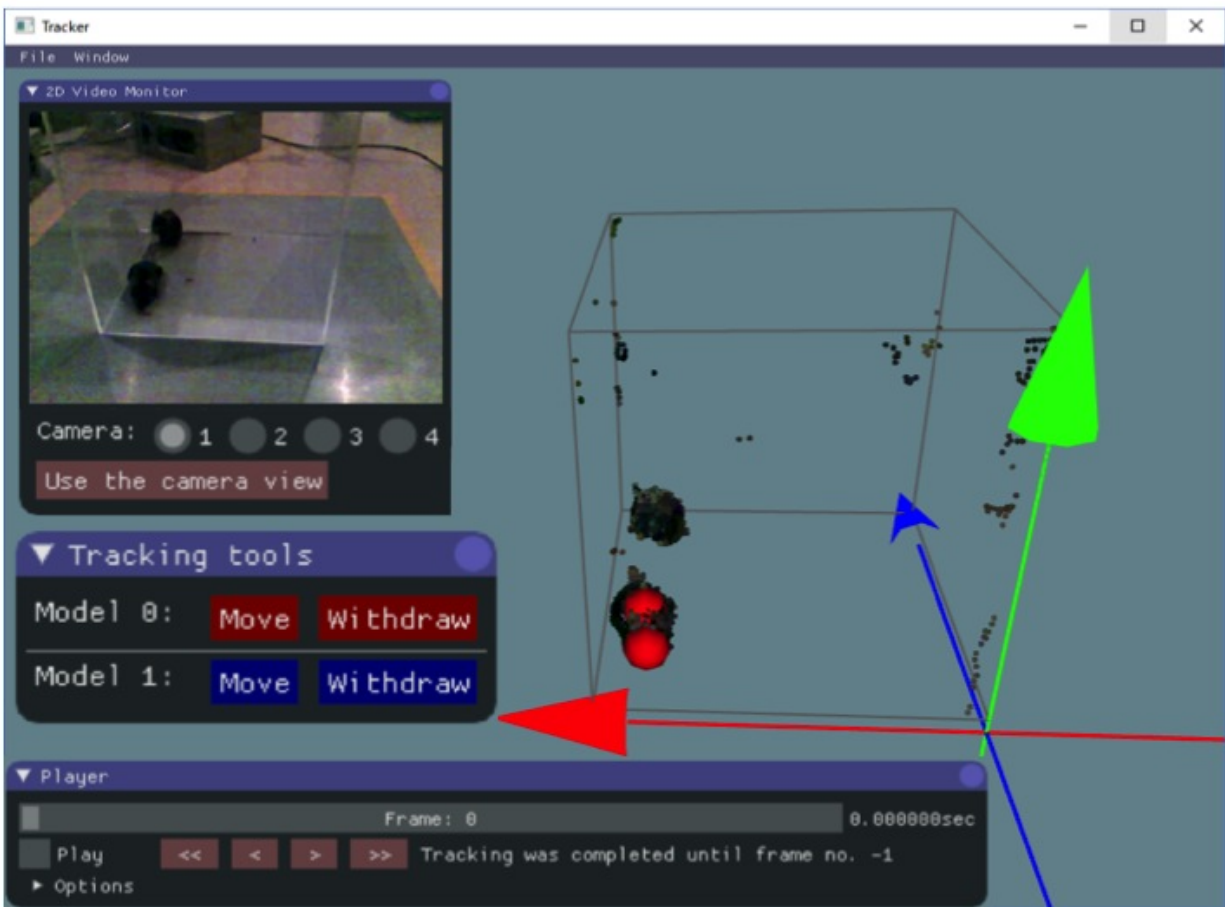 Tracker
File Window
2D Video Monitor
Camera: 1 2 3 4
Use the camera view
Tracking tools
Model 0: Move Withdraw
Model 1: Move Withdraw
Player
Frame: 0 0.000000sec
Play << < > >> Tracking was completed until frame no. -1
Options